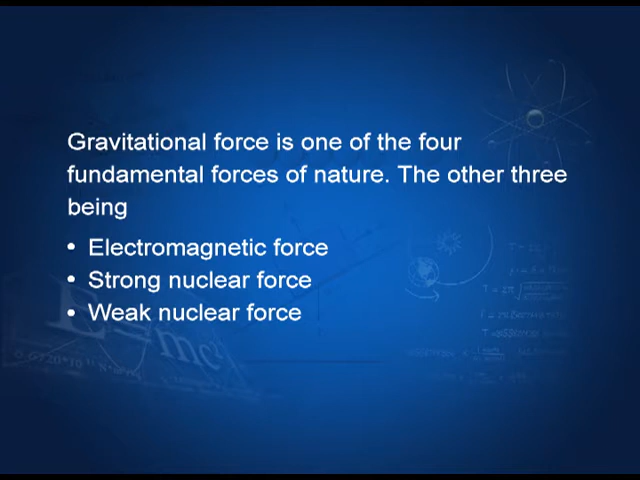 Gravitational force is one of the four
fundamental forces of nature. The other three
being
• Electromagnetic force
• Strong nuclear force
• Weak nuclear force
E=mc²